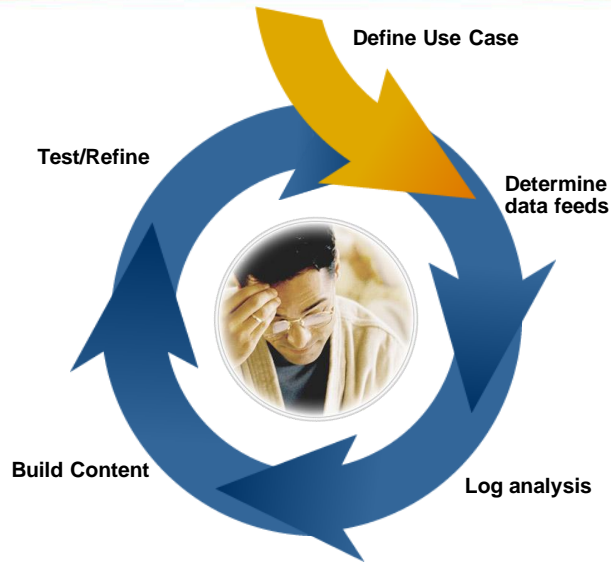 Define Use Case
Test/Refine
Determine
data feeds
Build Content
Log analysis